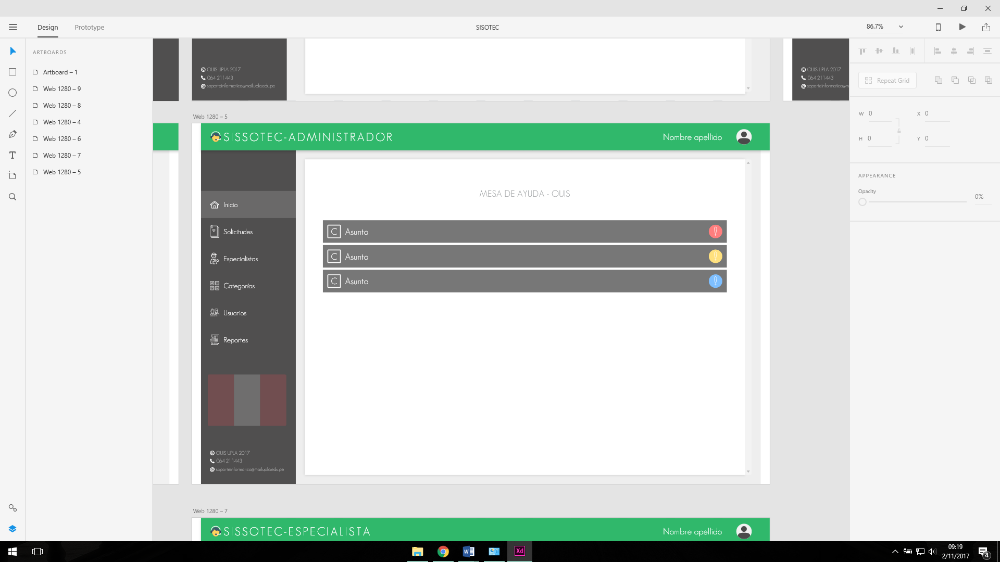 Design
Prototype
SISOTEC
86.7%
ARTBOARDS
Artboard – 1
Web 1280 – 9
Web 1280 – 8
Web 1280 – 4
Web 1280 – 6
Web 1280 – 7
Web 1280 – 5
© OUIS UPLA 2017
064 211443
@ soporteinformatica@mail.upla.edu.pe
© OUIS UPLA 2017
064 211443
Repeat Grid
W 0
X 0
H 0
Y 0
APPEARANCE
Opacity
0%
Web 1280 – 5
SISSOTEC-ADMINISTRADOR
Nombre apellido
Inicio
Solicitudes
Especialistas
Categorías
Usuarios
Reportes
MESA DE AYUDA - OUIS
C Asunto !
C Asunto !
C Asunto !
© OUIS UPLA 2017
064 211443
@ soporteinformatica@mail.upla.edu.pe
Web 1280 – 7
SISSOTEC-ESPECIALISTA
Nombre apellido
Xd
09:19
2/11/2017
4